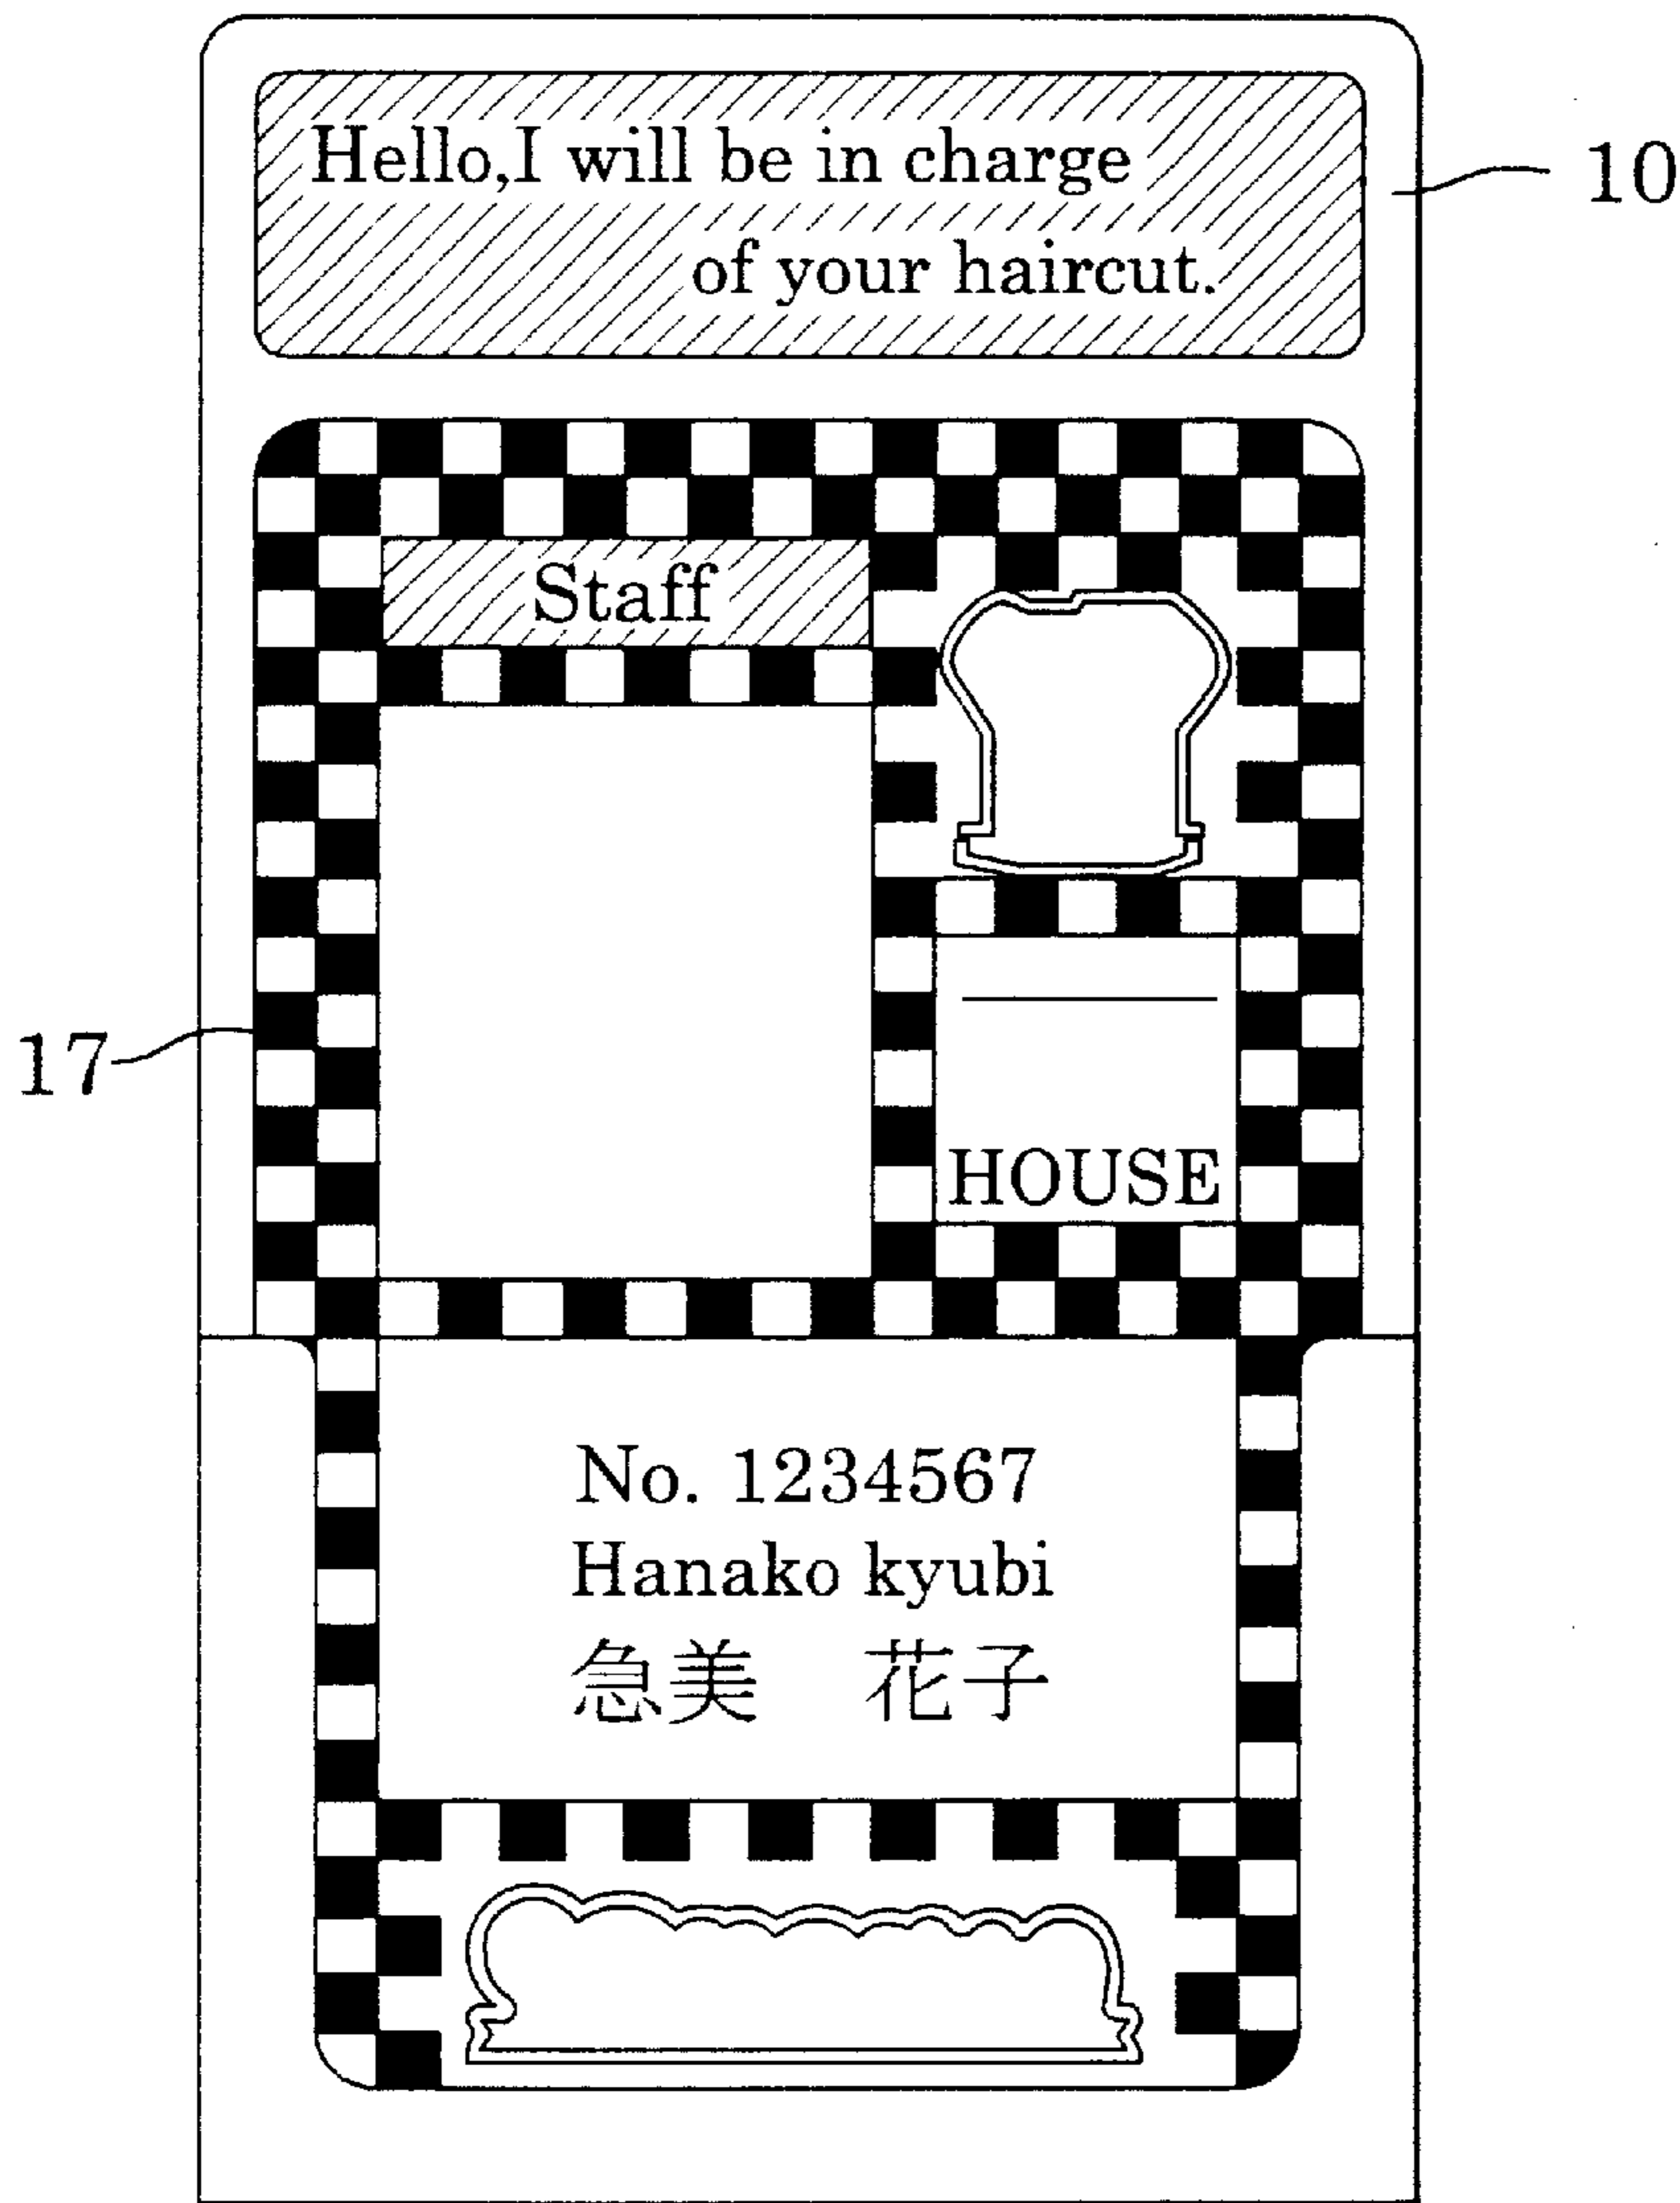 Hello,I will be in charge
of your haircut.
10
Staff
17
HOUSE
No. 1234567
Hanako kyubi
急美　花子